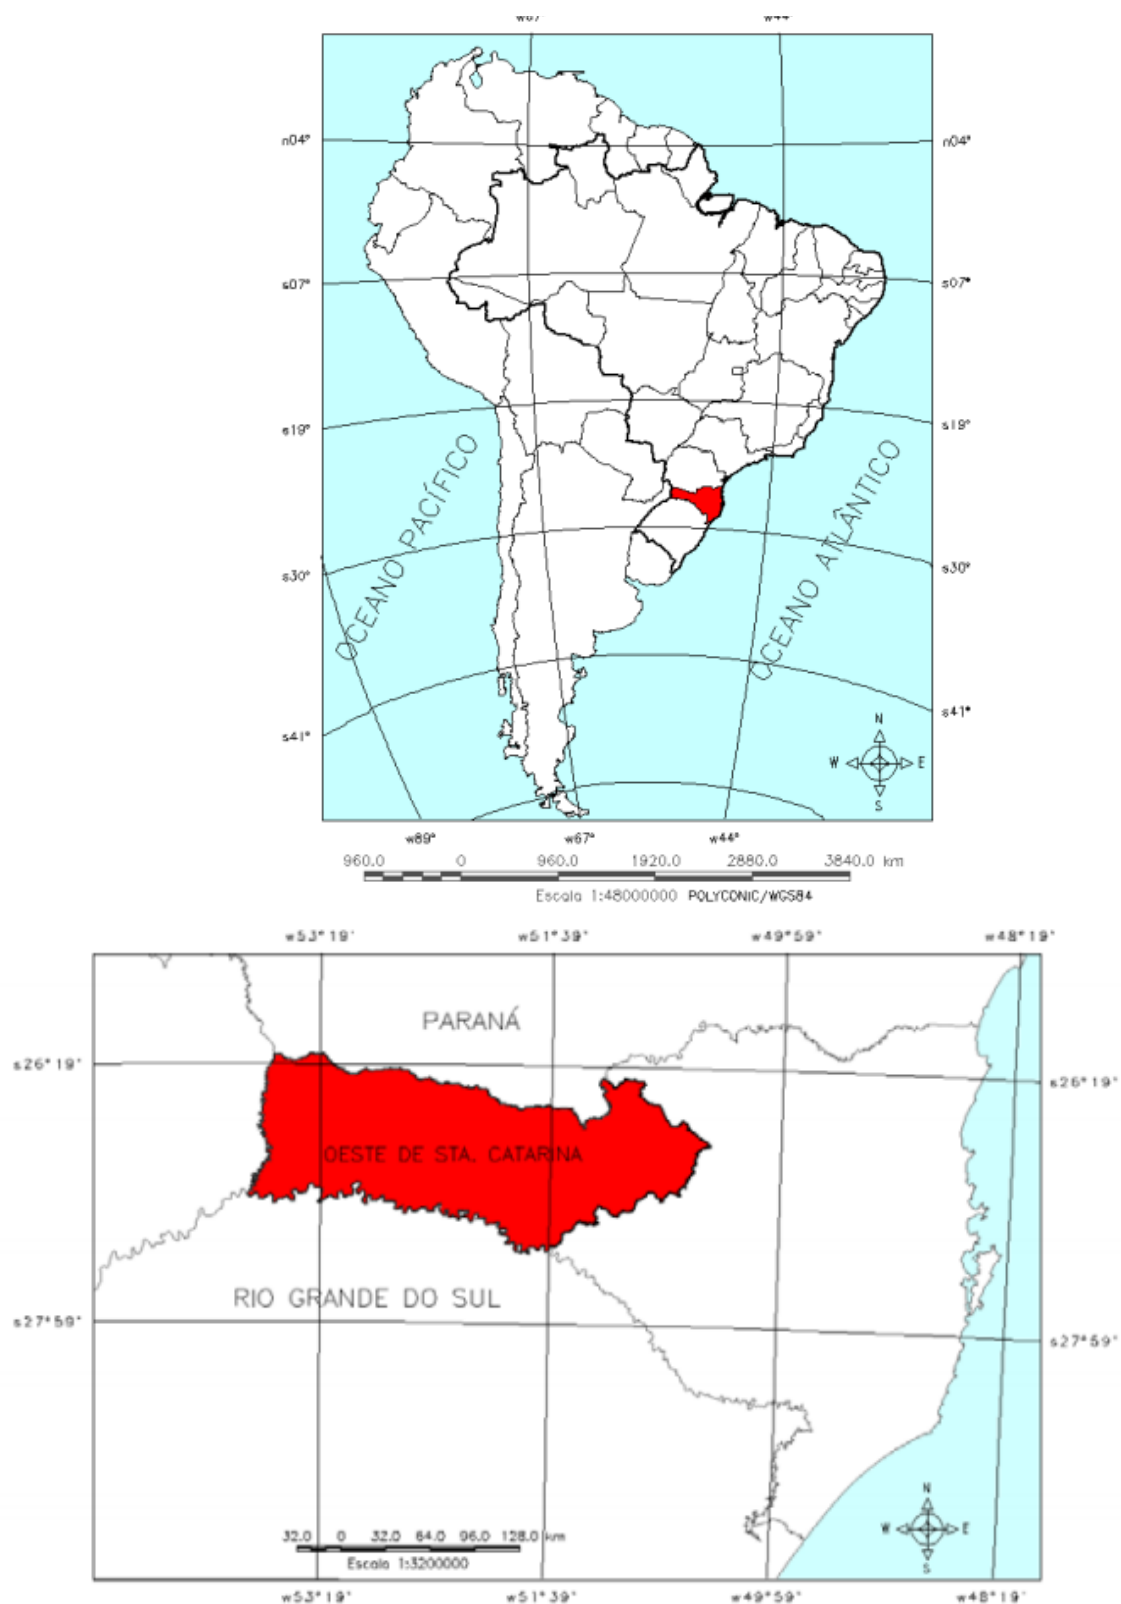 w67° w44°
n04° n04°
s07° s07°
s19° s19°
OCEANO PACÍFICO
OCEANO ATLÂNTICO
s30° s30°
s41° s41°
N
W E
S
w89° w67° w44°
960.0 0 960.0 1920.0 2880.0 3840.0 km
Escala 1:48000000 POLYCONIC/WGS84
w53°19' w51°39' w49°59' w48°19'
PARANÁ
s26°19' s26°19'
OESTE DE STA. CATARINA
RIO GRANDE DO SUL
s27°59' s27°59'
N
W E
S
32.0 0 32.0 64.0 96.0 128.0 km
Escala 1:3200000
w53°19' w51°39' w49°59' w48°19'